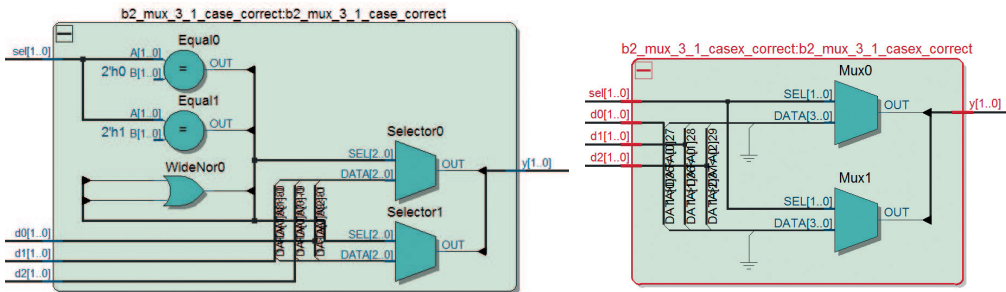 b2_mux_3_1_case_correct:b2_mux_3_1_case_correct
sel[1..0]
Equal0
A[1..0]
2'h0 B[1..0]
=
OUT
Equal1
A[1..0]
2'h1 B[1..0]
=
OUT
WideNor0
Selector0
SEL[2..0]
DATA[2..0]
OUT
y[1..0]
Selector1
SEL[2..0]
DATA[2..0]
OUT
d0[1..0]
d1[1..0]
d2[1..0]
b2_mux_3_1_casex_correct:b2_mux_3_1_casex_correct
sel[1..0]
d0[1..0]
d1[1..0]
d2[1..0]
Mux0
SEL[1..0]
DATA[3..0]
OUT
y[1..0]
Mux1
SEL[1..0]
DATA[3..0]
OUT